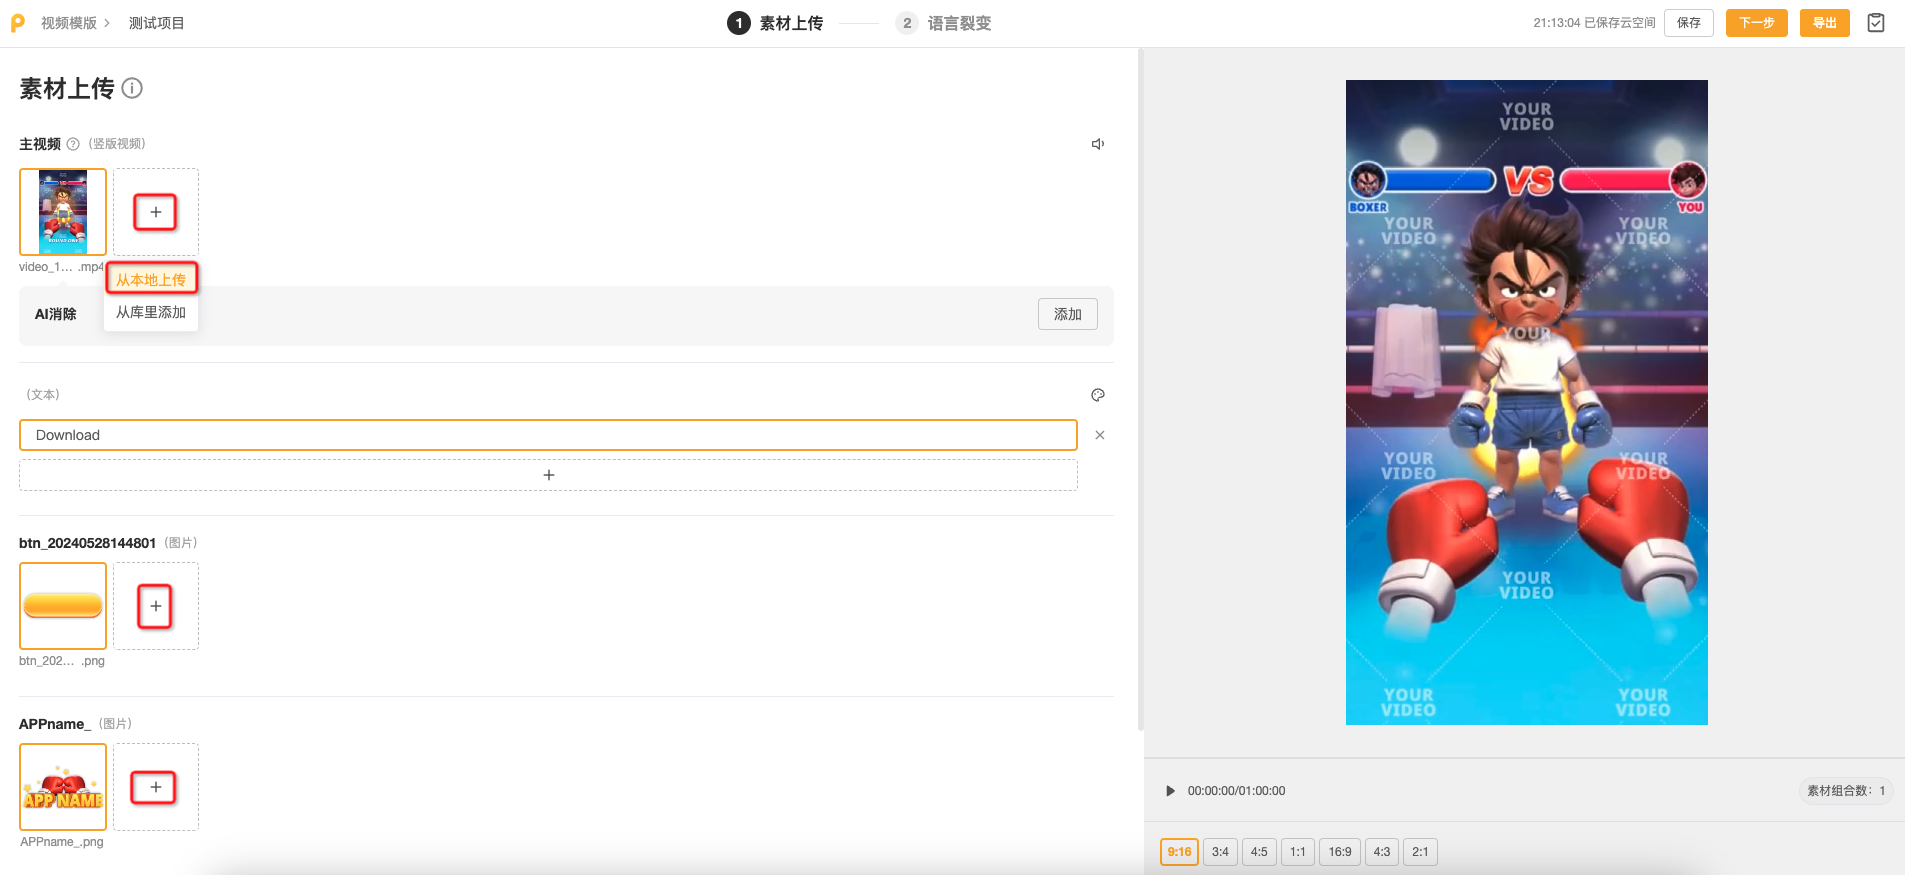 视频模版 > 测试项目
1 素材上传
2 语言裂变
21:13:04 已保存云空间
保存
下一步
导出
素材上传
主视频 (竖版视频)
video_1... .mp4
从本地上传
从库里添加
AI消除
添加
(文本)
Download
btn_20240528144801 (图片)
btn_202... .png
APPname_ (图片)
APP NAME
APPname_.png
YOUR
VIDEO
VS
BOXER
YOU
YOUR
VIDEO
YOUR
VIDEO
YOUR
YOUR
VIDEO
YOUR
VIDEO
YOUR
VIDEO
YOUR
VIDEO
YOUR
VIDEO
00:00:00/01:00:00
素材组合数: 1
9:16
3:4
4:5
1:1
16:9
4:3
2:1